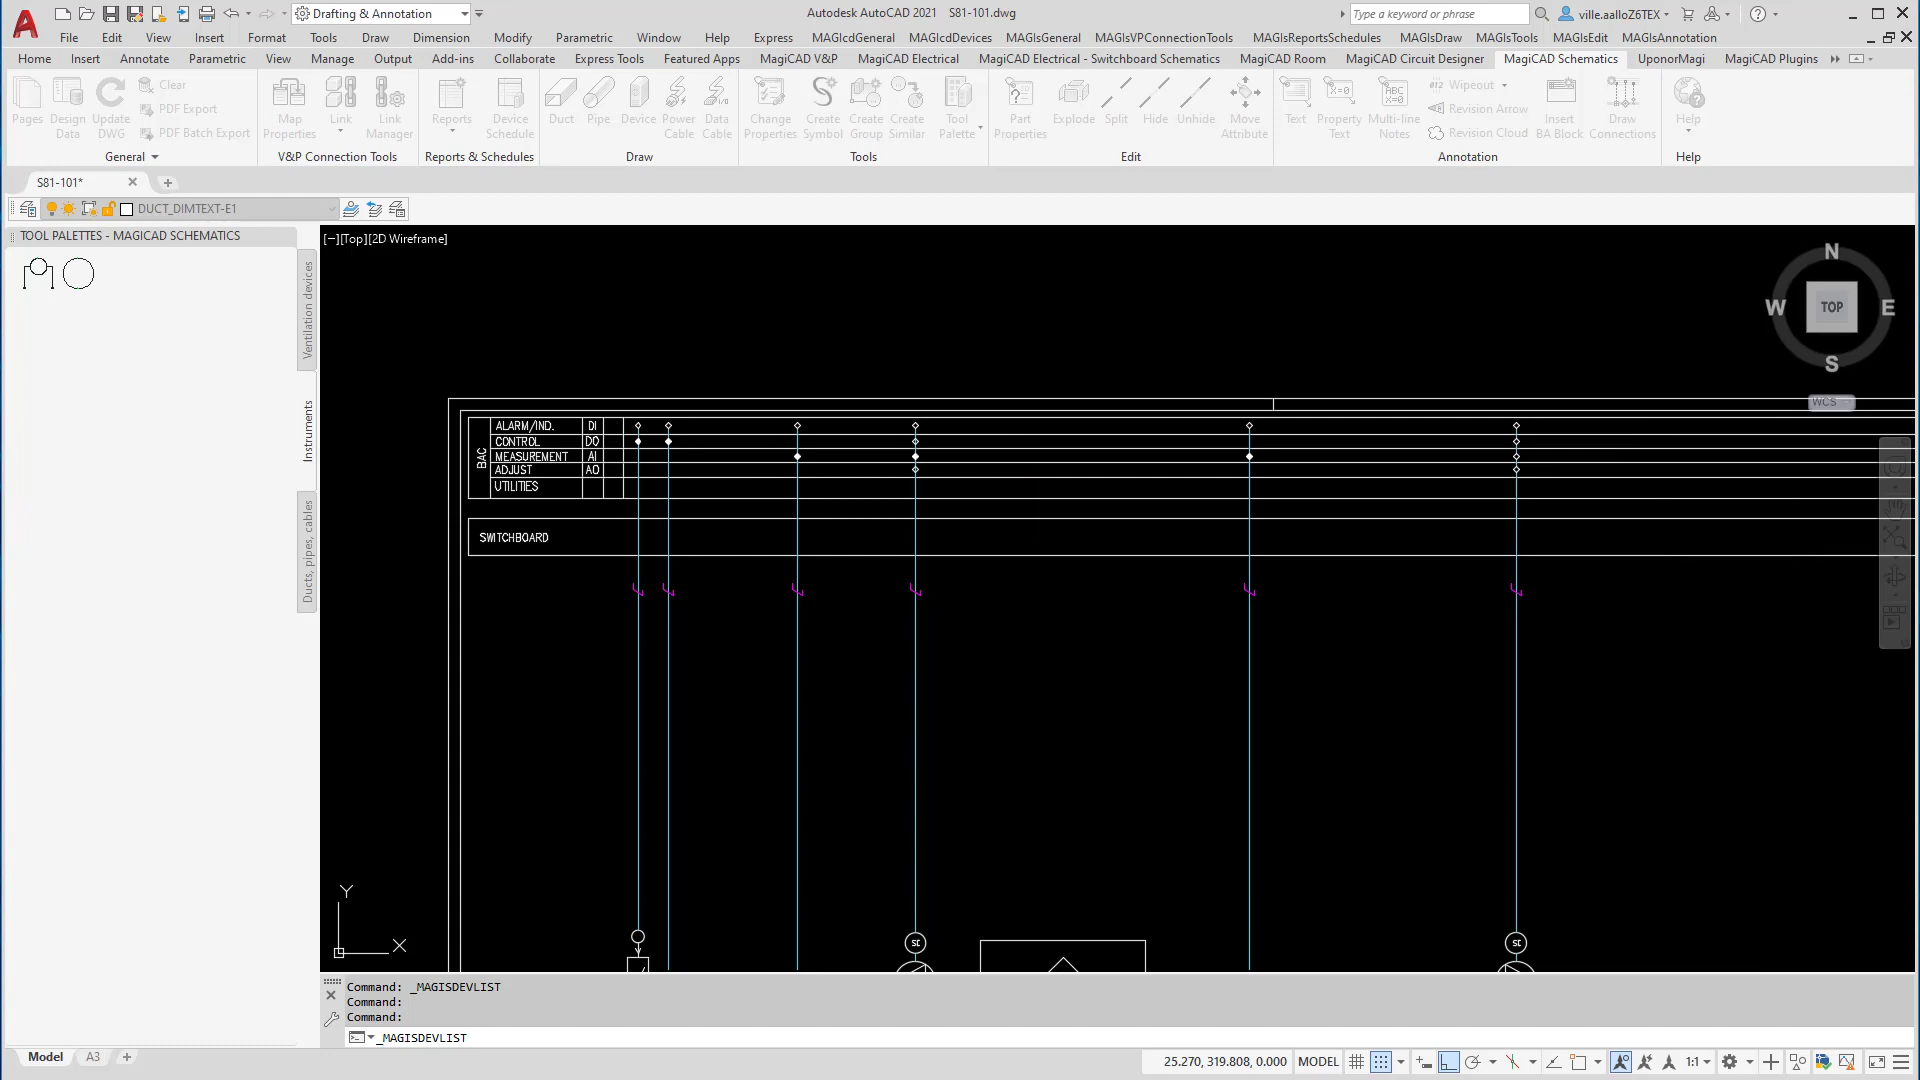 Drafting & Annotation
Autodesk AutoCAD 2021 S81-101.dwg
Type a keyword or phrase
ville.aalloZ6TEX
File Edit View Insert Format Tools Draw Dimension Modify Parametric Window Help Express MAGIcdGeneral MAGIcdDevices MAGIsGeneral MAGIsVPConnectionTools MAGIsReportsSchedules MAGIsDraw MAGIsTools MAGIsEdit MAGIsAnnotation
Home Insert Annotate Parametric View Manage Output Add-ins Collaborate Express Tools Featured Apps MagiCAD V&P MagiCAD Electrical MagiCAD Electrical - Switchboard Schematics MagiCAD Room MagiCAD Circuit Designer MagiCAD Schematics UponorMagi MagiCAD Plugins
Pages
Design Data
Update DWG
Clear
PDF Export
PDF Batch Export
Map Properties
Link
Link Manager
Reports
Device Schedule
Duct
Pipe
Device
Power Cable
Data Cable
Change Properties
Create Symbol
Create Group
Create Similar
Tool Palette
Part Properties
Explode
Split
Hide
Unhide
Move Attribute
Text
Property Text
Multi-line Notes
Wipeout
Revision Arrow
Revision Cloud
Insert BA Block
Draw Connections
Help
General V&P Connection Tools Reports & Schedules Draw Tools Edit Annotation Help
S81-101*
DUCT_DIMTEXT-E1
TOOL PALETTES - MAGICAD SCHEMATICS
Ventilation devices
Instruments
Ducts, pipes, cables
[−][Top][2D Wireframe]
N
W TOP E
S
WCS
BAC
ALARM/IND. DI
CONTROL DO
MEASUREMENT AI
ADJUST AO
UTILITIES
SWITCHBOARD
SC
SC
Y
X
Command: _MAGISDEVLIST
Command:
Command:
_MAGISDEVLIST
Model A3
25.270, 319.808, 0.000 MODEL
1:1